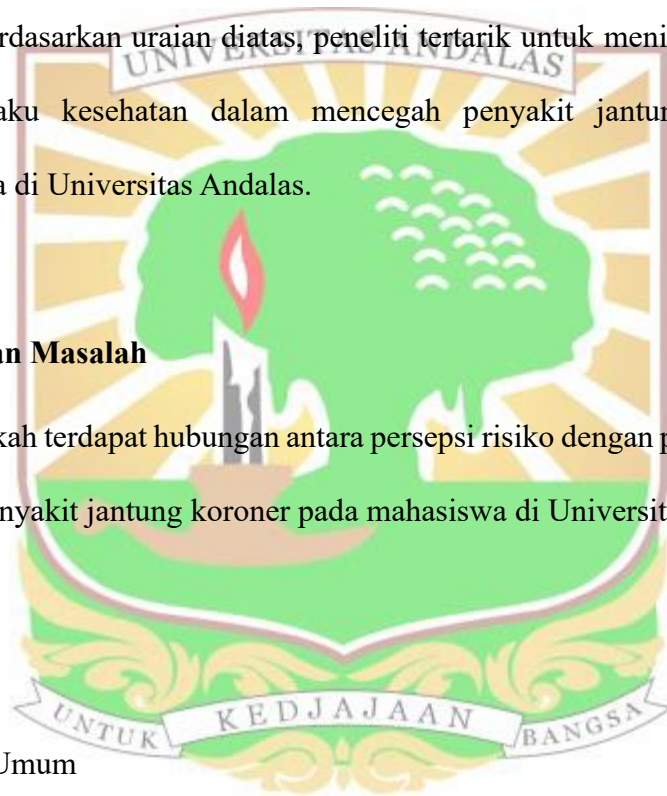 rdasarkan uraian diatas, peneliti tertarik untuk meni
UNIVERSITAS ANDALAS
aku kesehatan dalam mencegah penyakit jantu
a di Universitas Andalas.
an Masalah
kah terdapat hubungan antara persepsi risiko dengan p
nyakit jantung koroner pada mahasiswa di Universit
UNTUK KEDJAJAAN BANGSA
Umum